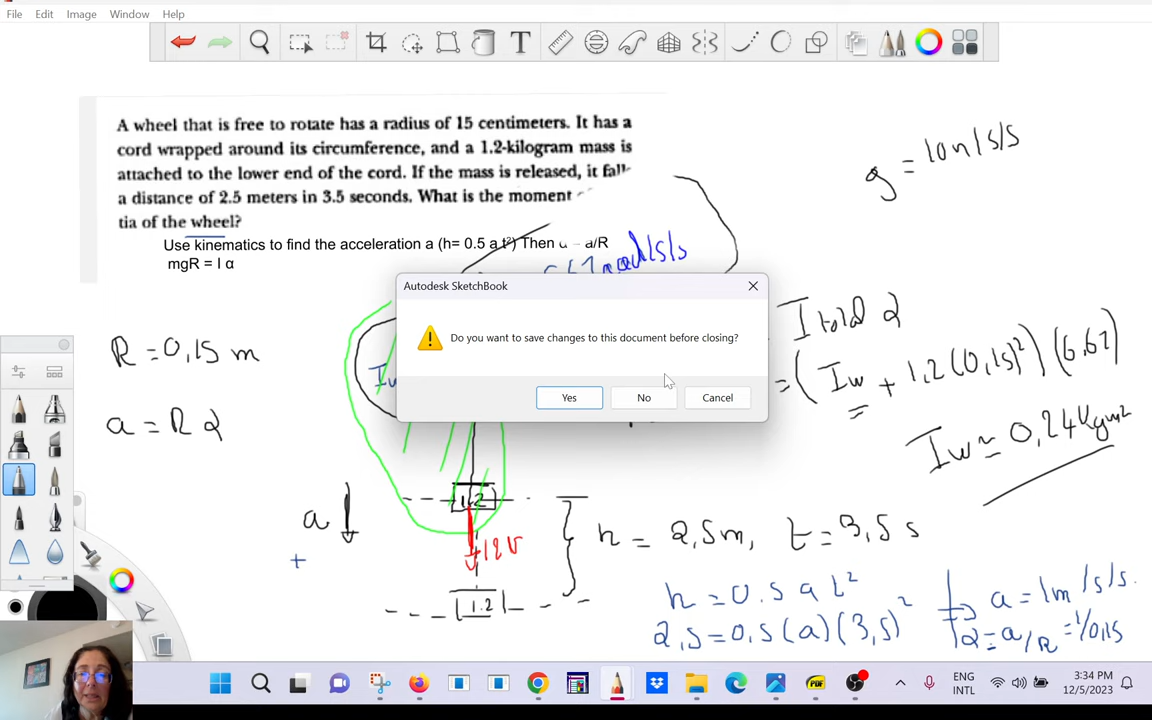 File Edit Image Window Help
A wheel that is free to rotate has a radius of 15 centimeters. It has a
cord wrapped around its circumference, and a 1.2-kilogram mass is
attached to the lower end of the cord. If the mass is released, it fall
a distance of 2.5 meters in 3.5 seconds. What is the moment
tia of the wheel?
Use kinematics to find the acceleration a (h= 0.5 a t²) Then α = a/R
mgR = I α
g = 10 m/s/s
rad/s/s
Autodesk SketchBook
Do you want to save changes to this document before closing?
Yes No Cancel
R = 0,15 m
a = R α
I total α
= (Iw + 1,2(0,15)²)(6,67)
Iw ≃ 0,24 Kgm²
1.2
a
+
12N
h = 2,5m, t = 3,5 s
1.2
h = 0.5 a t²
2,5 = 0,5 (a)(3,5)²
a = 1m/s/s.
α = a/R = 1/0,15
ENG
INTL
3:34 PM
12/5/2023